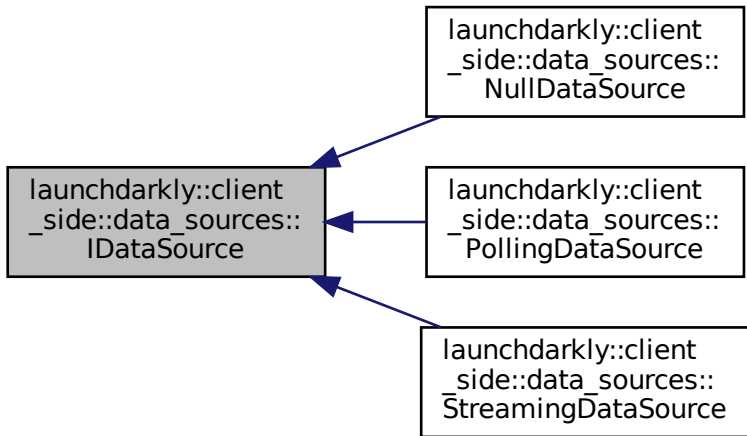 launchdarkly::client
_side::data_sources::
NullDataSource
launchdarkly::client
_side::data_sources::
IDataSource
launchdarkly::client
_side::data_sources::
PollingDataSource
launchdarkly::client
_side::data_sources::
StreamingDataSource